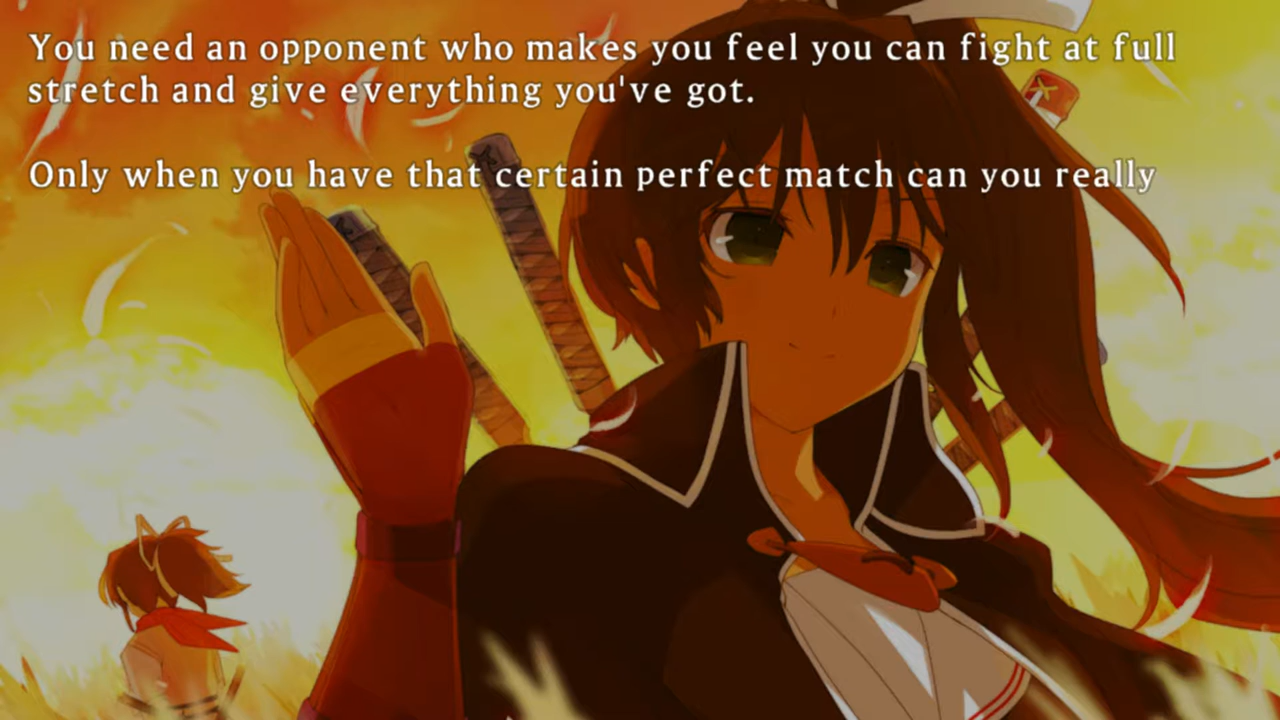 You need an opponent who makes you feel you can fight at full
stretch and give everything you've got.
Only when you have that certain perfect match can you really